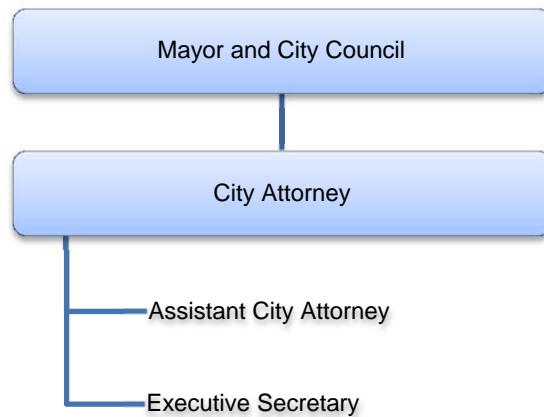 Mayor and City Council
City Attorney
Assistant City Attorney
Executive Secretary